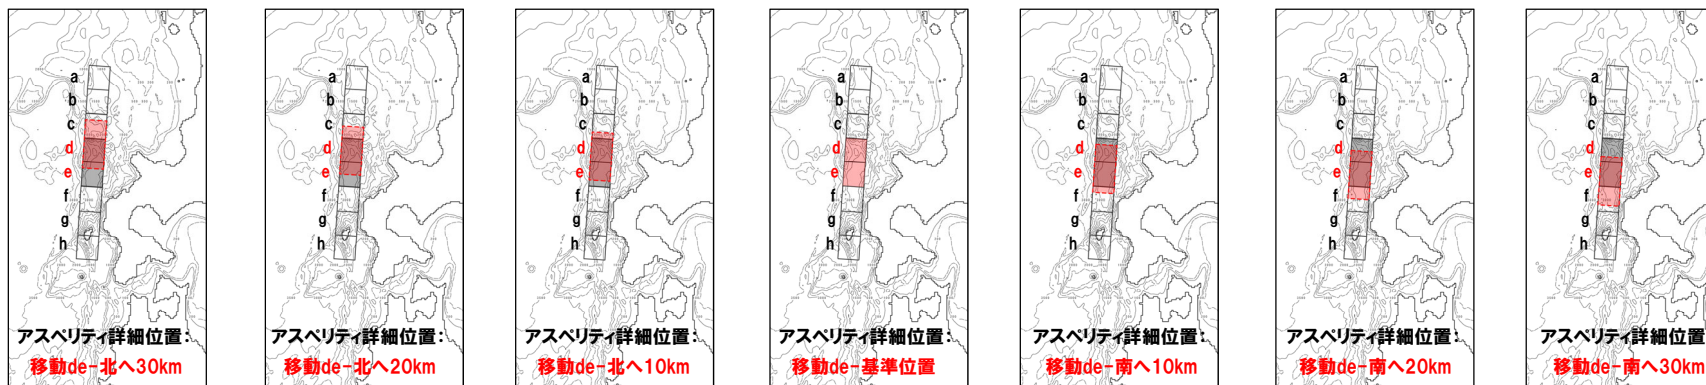 a
b
c
d
e
f
g
h
アスペリティ詳細位置：
移動de-北へ30km
a
b
c
d
e
f
g
h
アスペリティ詳細位置：
移動de-北へ20km
a
b
c
d
e
f
g
h
アスペリティ詳細位置：
移動de-北へ10km
a
b
c
d
e
f
g
h
アスペリティ詳細位置：
移動de-基準位置
a
b
c
d
e
f
g
h
アスペリティ詳細位置：
移動de-南へ10km
a
b
c
d
e
f
g
h
アスペリティ詳細位置：
移動de-南へ20km
a
b
c
d
e
f
g
h
アスペリティ詳細位置：
移動de-南へ30km